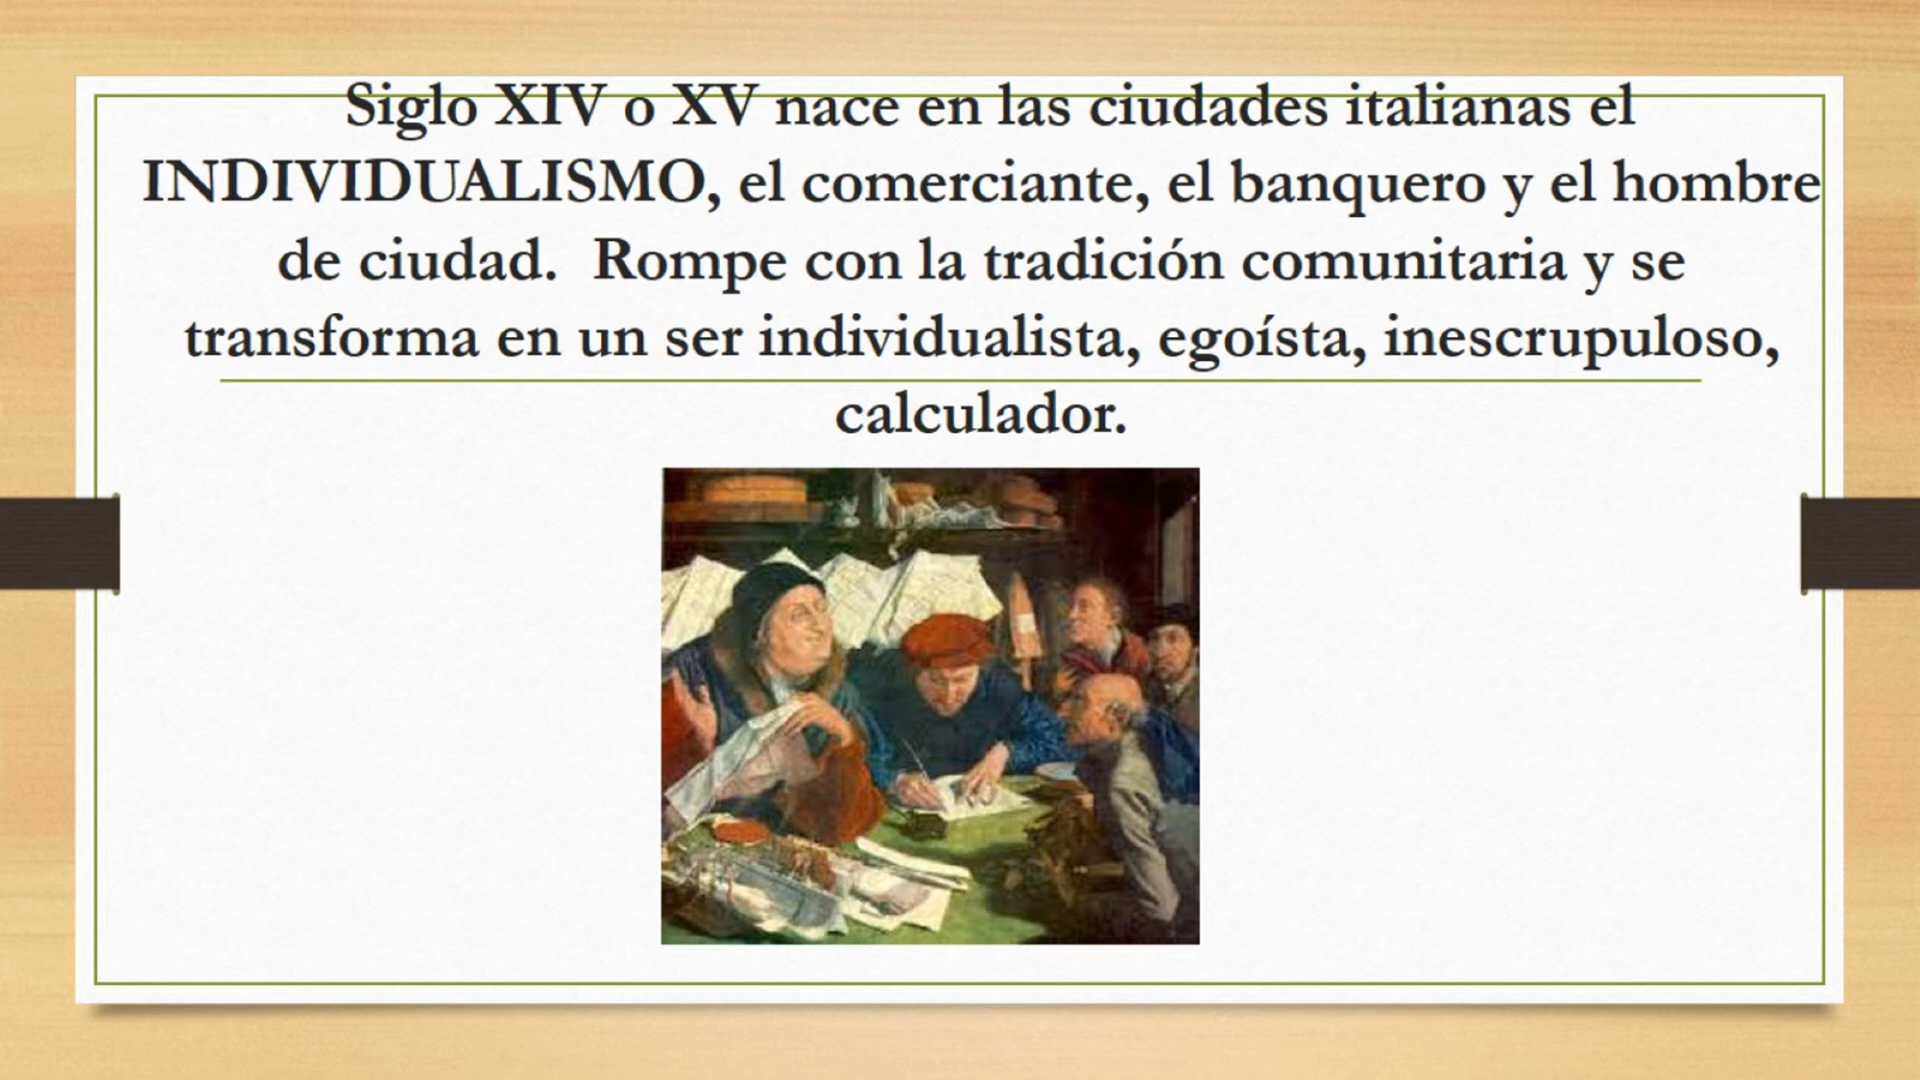 Siglo XIV o XV nace en las ciudades italianas el
INDIVIDUALISMO, el comerciante, el banquero y el hombre
de ciudad.  Rompe con la tradición comunitaria y se
transforma en un ser individualista, egoísta, inescrupuloso,
calculador.